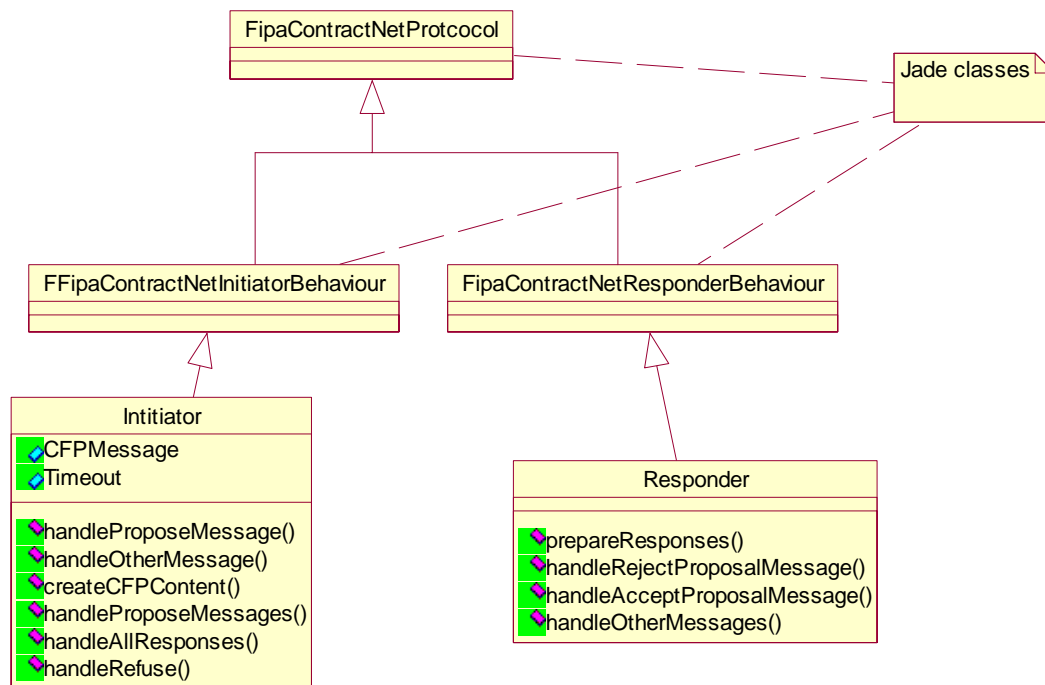 FipaContractNetProtcocol
Jade classes
FFipaContractNetInitiatorBehaviour
FipaContractNetResponderBehaviour
Intitiator
CFPMessage
Timeout
handleProposeMessage()
handleOtherMessage()
createCFPContent()
handleProposeMessages()
handleAllResponses()
handleRefuse()
Responder
prepareResponses()
handleRejectProposalMessage()
handleAcceptProposalMessage()
handleOtherMessages()